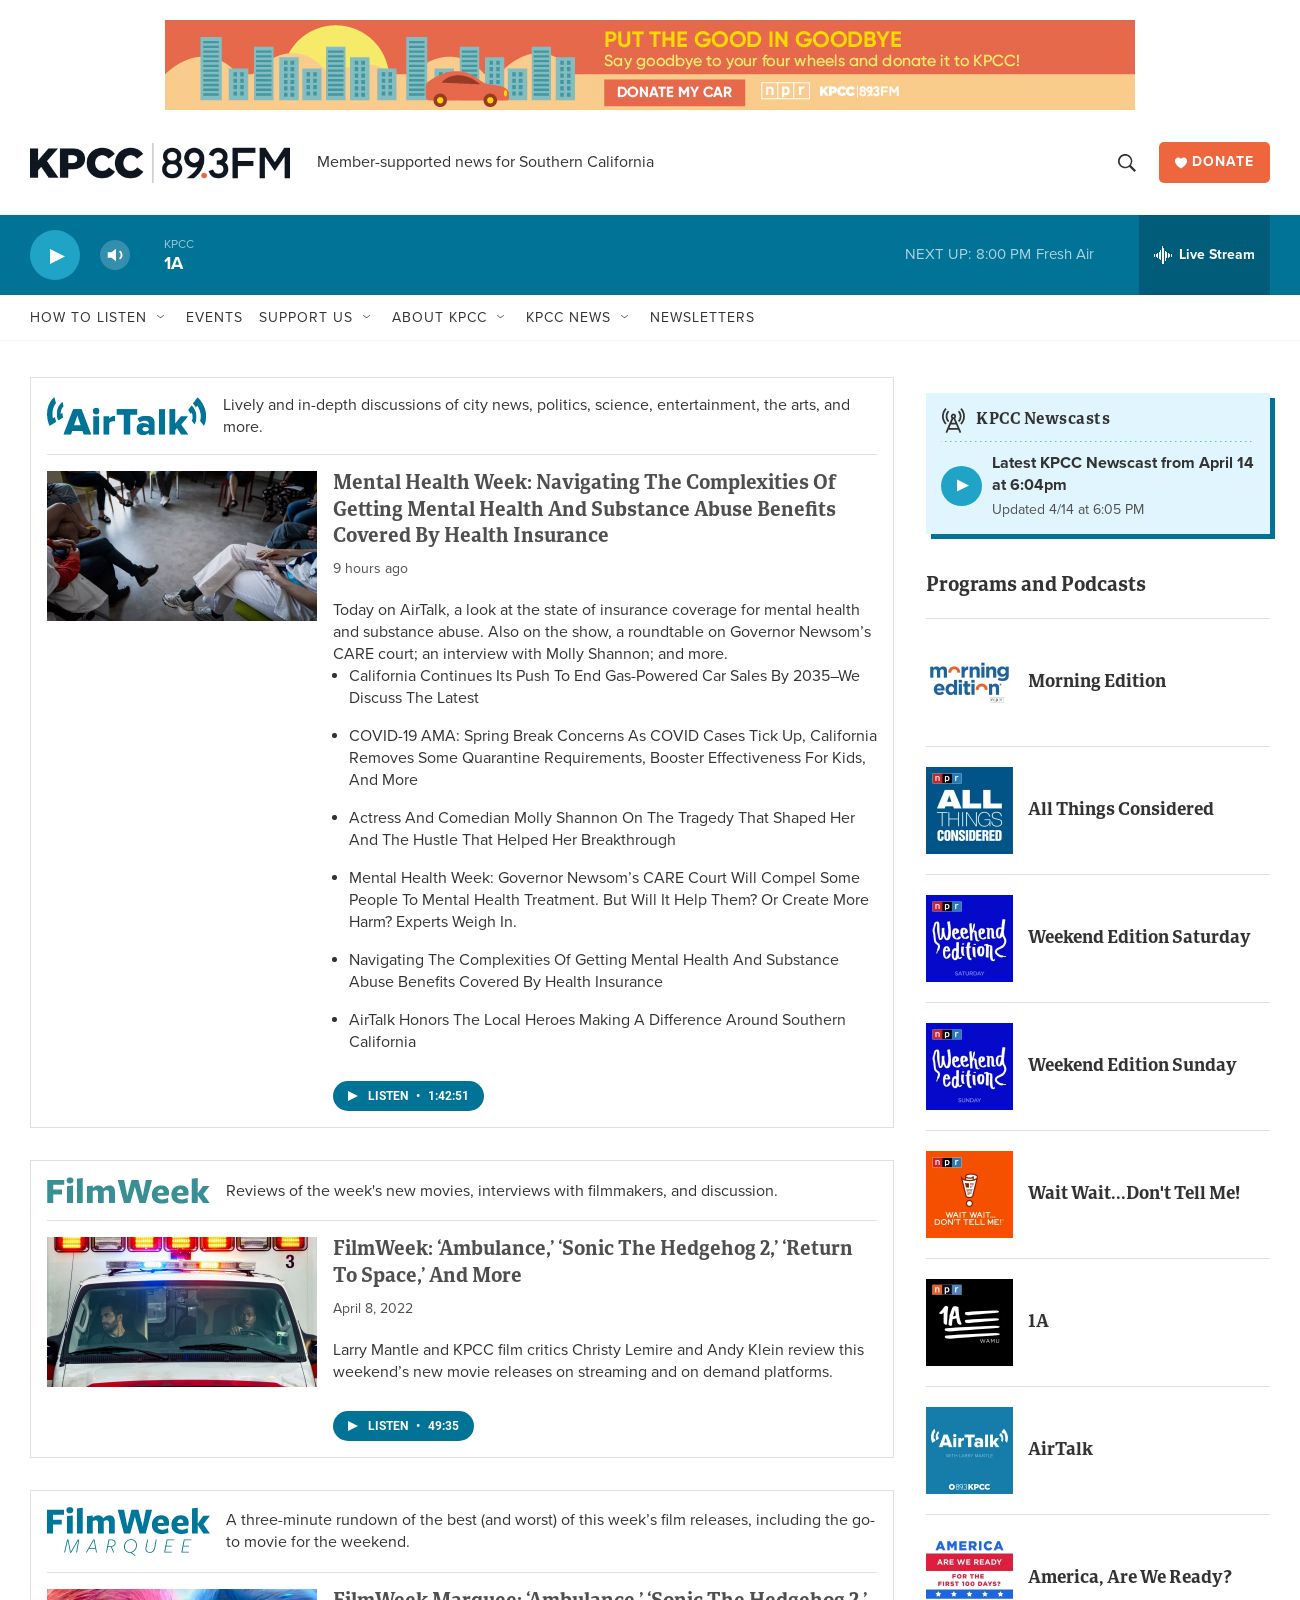 PUT THE GOOD IN GOODBYE
Say goodbye to your four wheels and donate it to KPCC!
DONATE MY CAR
npr
KPCC 89.3FM
KPCC 89.3FM
Member-supported news for Southern California
DONATE
KPCC
1A
NEXT UP: 8:00 PM Fresh Air
Live Stream
HOW TO LISTEN
EVENTS
SUPPORT US
ABOUT KPCC
KPCC NEWS
NEWSLETTERS
AirTalk
Lively and in-depth discussions of city news, politics, science, entertainment, the arts, and
more.
Mental Health Week: Navigating The Complexities Of
Getting Mental Health And Substance Abuse Benefits
Covered By Health Insurance
9 hours ago
Today on AirTalk, a look at the state of insurance coverage for mental health
and substance abuse. Also on the show, a roundtable on Governor Newsom’s
CARE court; an interview with Molly Shannon; and more.
• California Continues Its Push To End Gas-Powered Car Sales By 2035–We
Discuss The Latest
• COVID-19 AMA: Spring Break Concerns As COVID Cases Tick Up, California
Removes Some Quarantine Requirements, Booster Effectiveness For Kids,
And More
• Actress And Comedian Molly Shannon On The Tragedy That Shaped Her
And The Hustle That Helped Her Breakthrough
• Mental Health Week: Governor Newsom’s CARE Court Will Compel Some
People To Mental Health Treatment. But Will It Help Them? Or Create More
Harm? Experts Weigh In.
• Navigating The Complexities Of Getting Mental Health And Substance
Abuse Benefits Covered By Health Insurance
• AirTalk Honors The Local Heroes Making A Difference Around Southern
California
LISTEN • 1:42:51
FilmWeek
Reviews of the week's new movies, interviews with filmmakers, and discussion.
3
FilmWeek: ‘Ambulance,’ ‘Sonic The Hedgehog 2,’ ‘Return
To Space,’ And More
April 8, 2022
Larry Mantle and KPCC film critics Christy Lemire and Andy Klein review this
weekend’s new movie releases on streaming and on demand platforms.
LISTEN • 49:35
FilmWeek
MARQUEE
A three-minute rundown of the best (and worst) of this week’s film releases, including the go-
to movie for the weekend.
FilmWeek Marquee: ‘Ambulance,’ ‘Sonic The Hedgehog 2,’
KPCC Newscasts
Latest KPCC Newscast from April 14
at 6:04pm
Updated 4/14 at 6:05 PM
Programs and Podcasts
morning
edition
npr
Morning Edition
npr
ALL
THINGS
CONSIDERED
All Things Considered
npr
Weekend
edition
SATURDAY
Weekend Edition Saturday
npr
Weekend
edition
SUNDAY
Weekend Edition Sunday
npr
WAIT WAIT...
DON'T TELL ME!
Wait Wait...Don't Tell Me!
npr
1A
WAMU
1A
AirTalk
WITH LARRY MANTLE
89.3 KPCC
AirTalk
AMERICA
ARE WE READY
FOR THE
FIRST 100 DAYS?
America, Are We Ready?